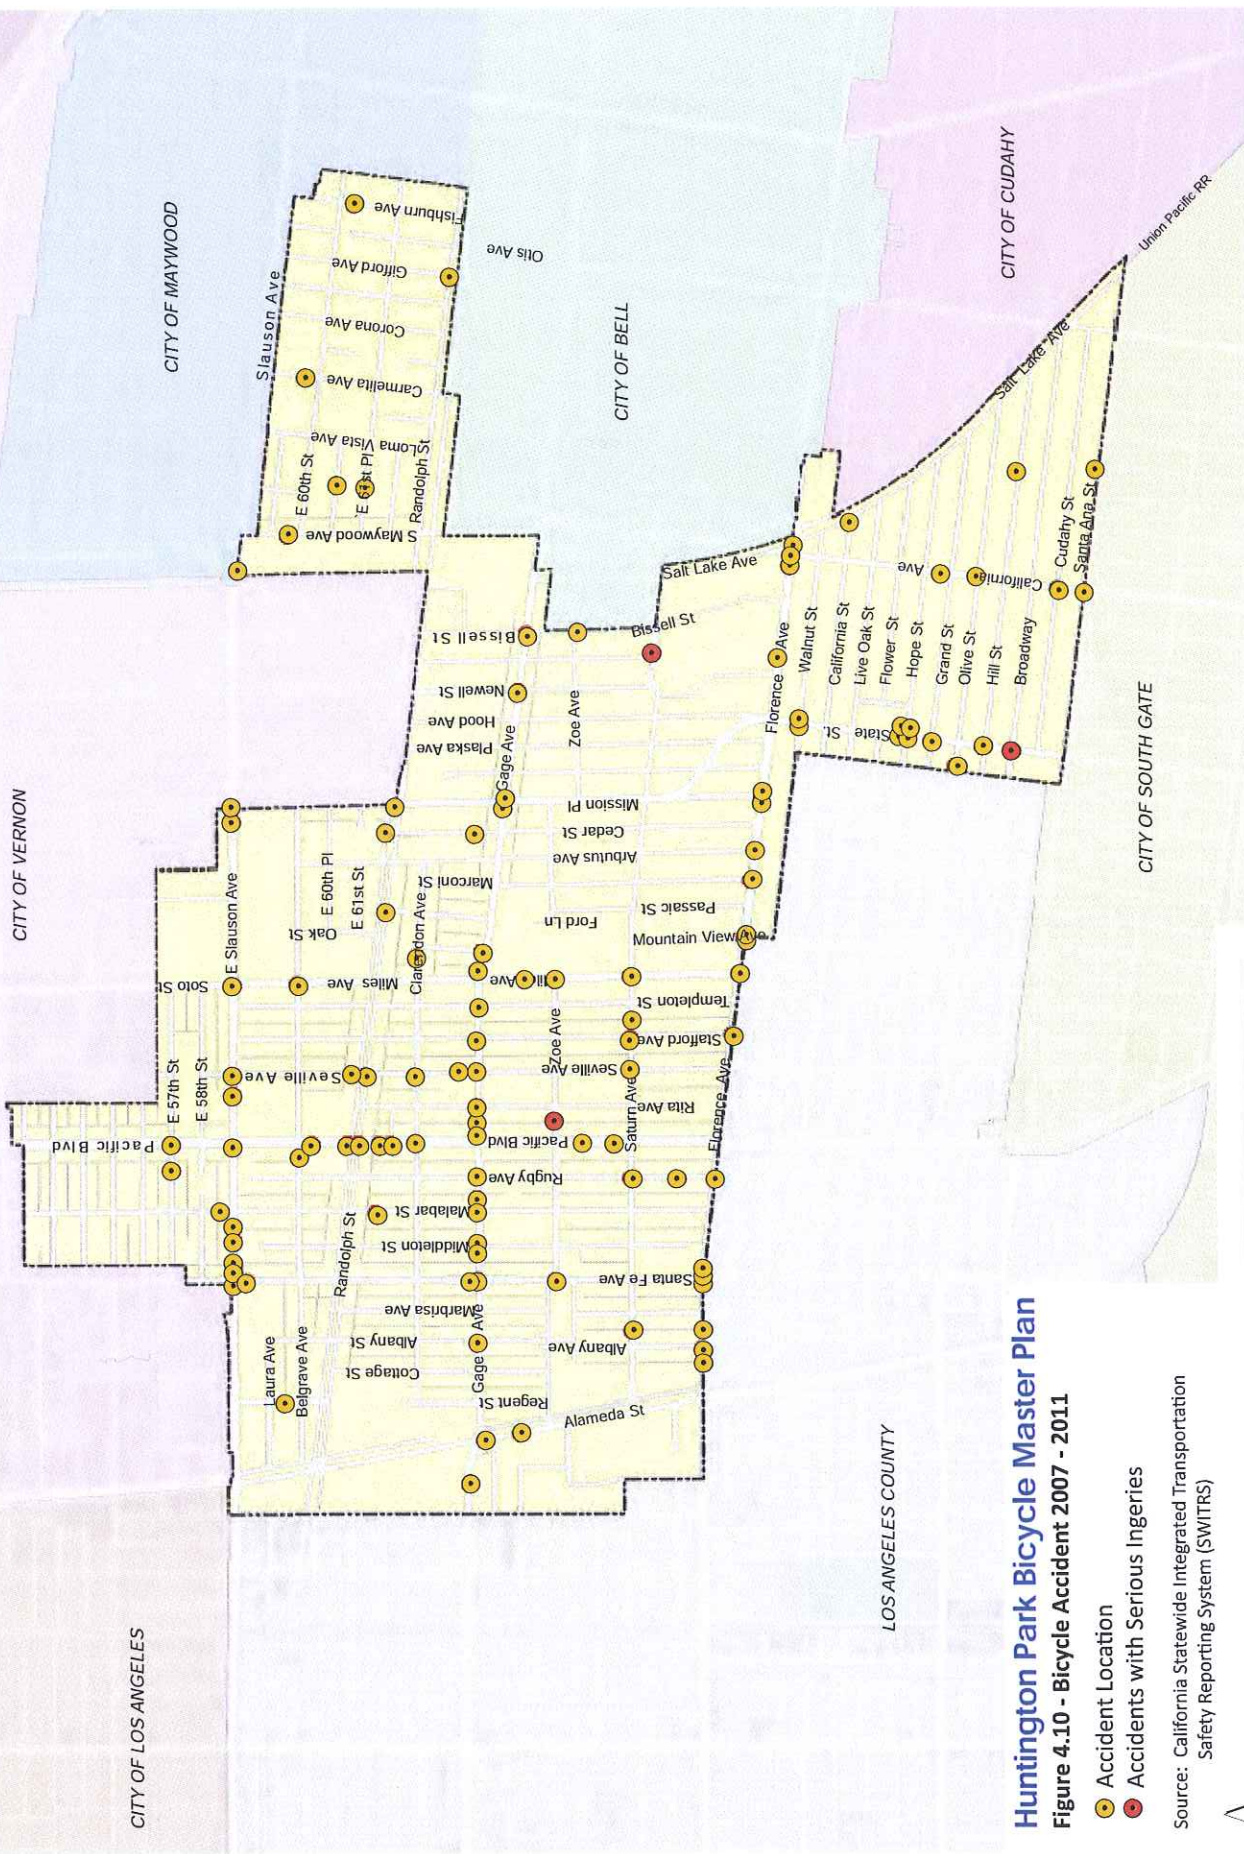 CITY OF LOS ANGELES
CITY OF VERNON
CITY OF MAYWOOD
CITY OF BELL
CITY OF CUDAHY
CITY OF SOUTH GATE
LOS ANGELES COUNTY
Pacific Blvd
E 57th St
E 58th St
Soto St
E Slauson Ave
Slauson Ave
Laura Ave
Belgrave Ave
Randolph St
Seville Ave
Miles Ave
Oak St
E 60th Pl
E 61st St
Clarendon Ave
Marconi St
Cottage St
Albany St
Marbrisa Ave
Middleton St
Malabar St
Gage Ave
Regent St
Alameda St
Albany Ave
Santa Fe Ave
Rugby Ave
Pacific Blvd
Rita Ave
Saturn Ave
Seville Ave
Zoe Ave
Stafford Ave
Templeton St
Florence Ave
Mountain View Ave
Passaic St
Ford Ln
Arbutus Ave
Cedar St
Mission Pl
Gage Ave
Plaska Ave
Hood Ave
Newell St
Bissell St
Zoe Ave
Bissell St
Salt Lake Ave
Florence Ave
S Maywood Ave
E 60th St
E 61st Pl
Randolph St
Loma Vista Ave
Carmelita Ave
Corona Ave
Gifford Ave
Fishburn Ave
Otis Ave
Walnut St
California St
Live Oak St
Flower St
Hope St
Grand St
Olive St
Hill St
Broadway
State St.
California Ave
Cudahy St
Santa Ana St
Salt Lake Ave
Union Pacific RR
Huntington Park Bicycle Master Plan
Figure 4.10 - Bicycle Accident 2007 - 2011
Accident Location
Accidents with Serious Ingeries
Source: California Statewide Integrated Transportation
Safety Reporting System (SWITRS)